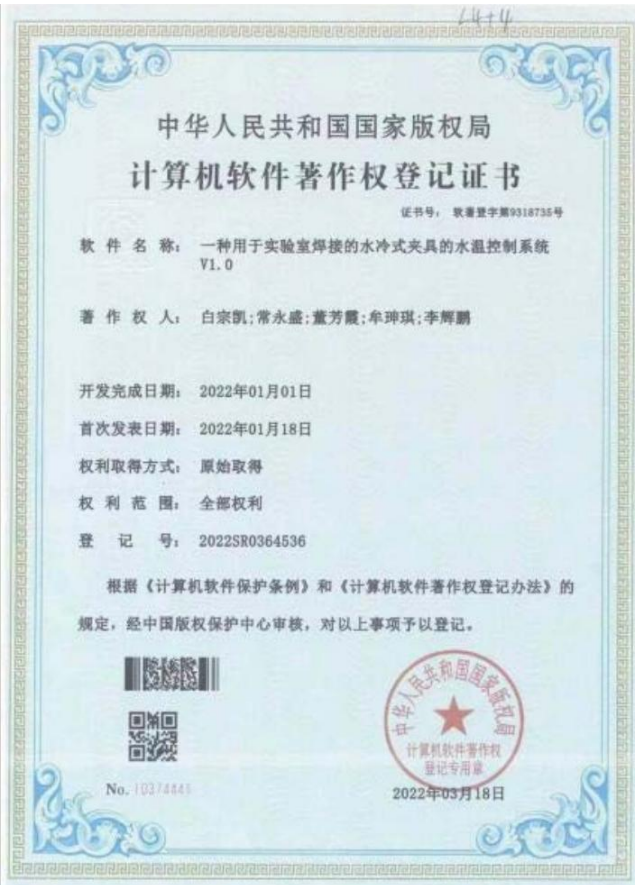 中华人民共和国国家版权局
计算机软件著作权登记证书
证书号： 软著登字第9318735号
软件名称： 一种用于实验室焊接的水冷式夹具的水温控制系统
V1.0
著作权人： 白宗凯;常永盛;董芳霞;牟珅琪;李辉鹏
开发完成日期： 2022年01月01日
首次发表日期： 2022年01月18日
权利取得方式： 原始取得
权利范围： 全部权利
登记号： 2022SR0364536
根据《计算机软件保护条例》和《计算机软件著作权登记办法》的
规定，经中国版权保护中心审核，对以上事项予以登记。
中华人民共和国国家版权局
计算机软件著作权
登记专用章
No.
2022年03月18日